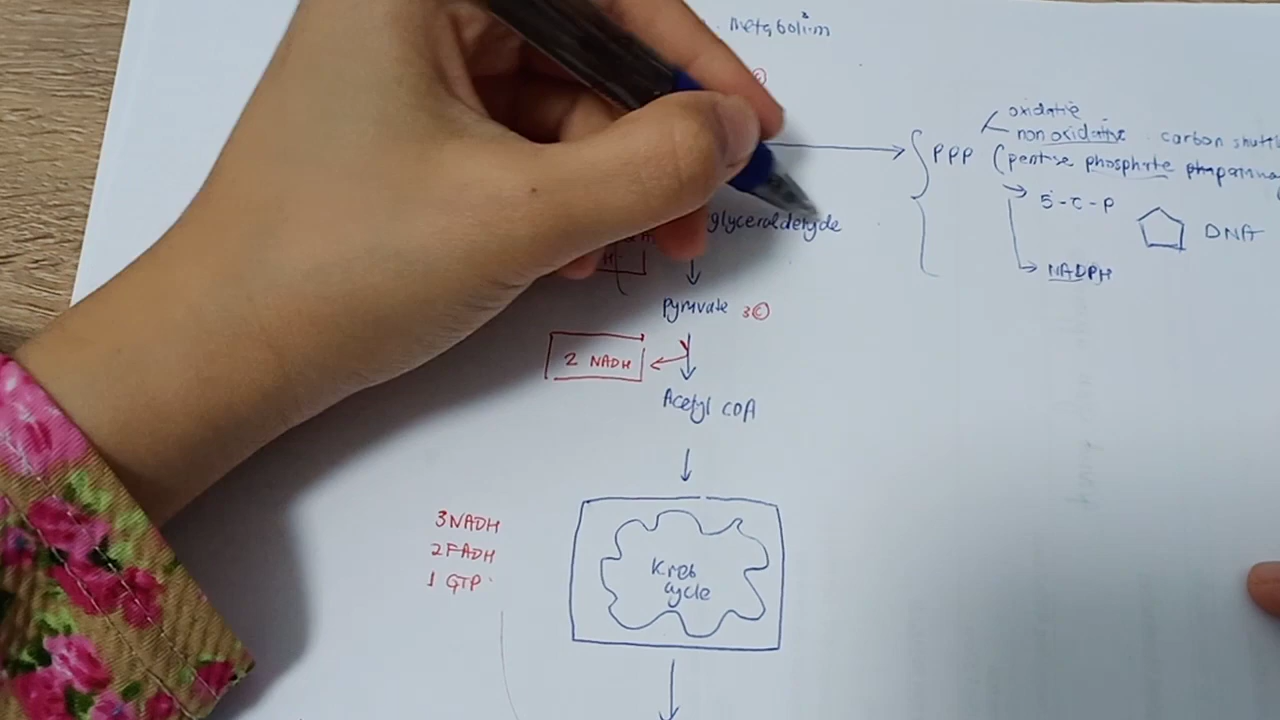 Metabolism
glyceraldehyde
Pyruvate 3C
2 NADH
Acetyl COA
3NADH
2FADH
1 GTP
Kreb
cycle
oxidative
non oxidative carbon shuttl
PPP (pentose phosphate
5-C-P
DNA
NADPH